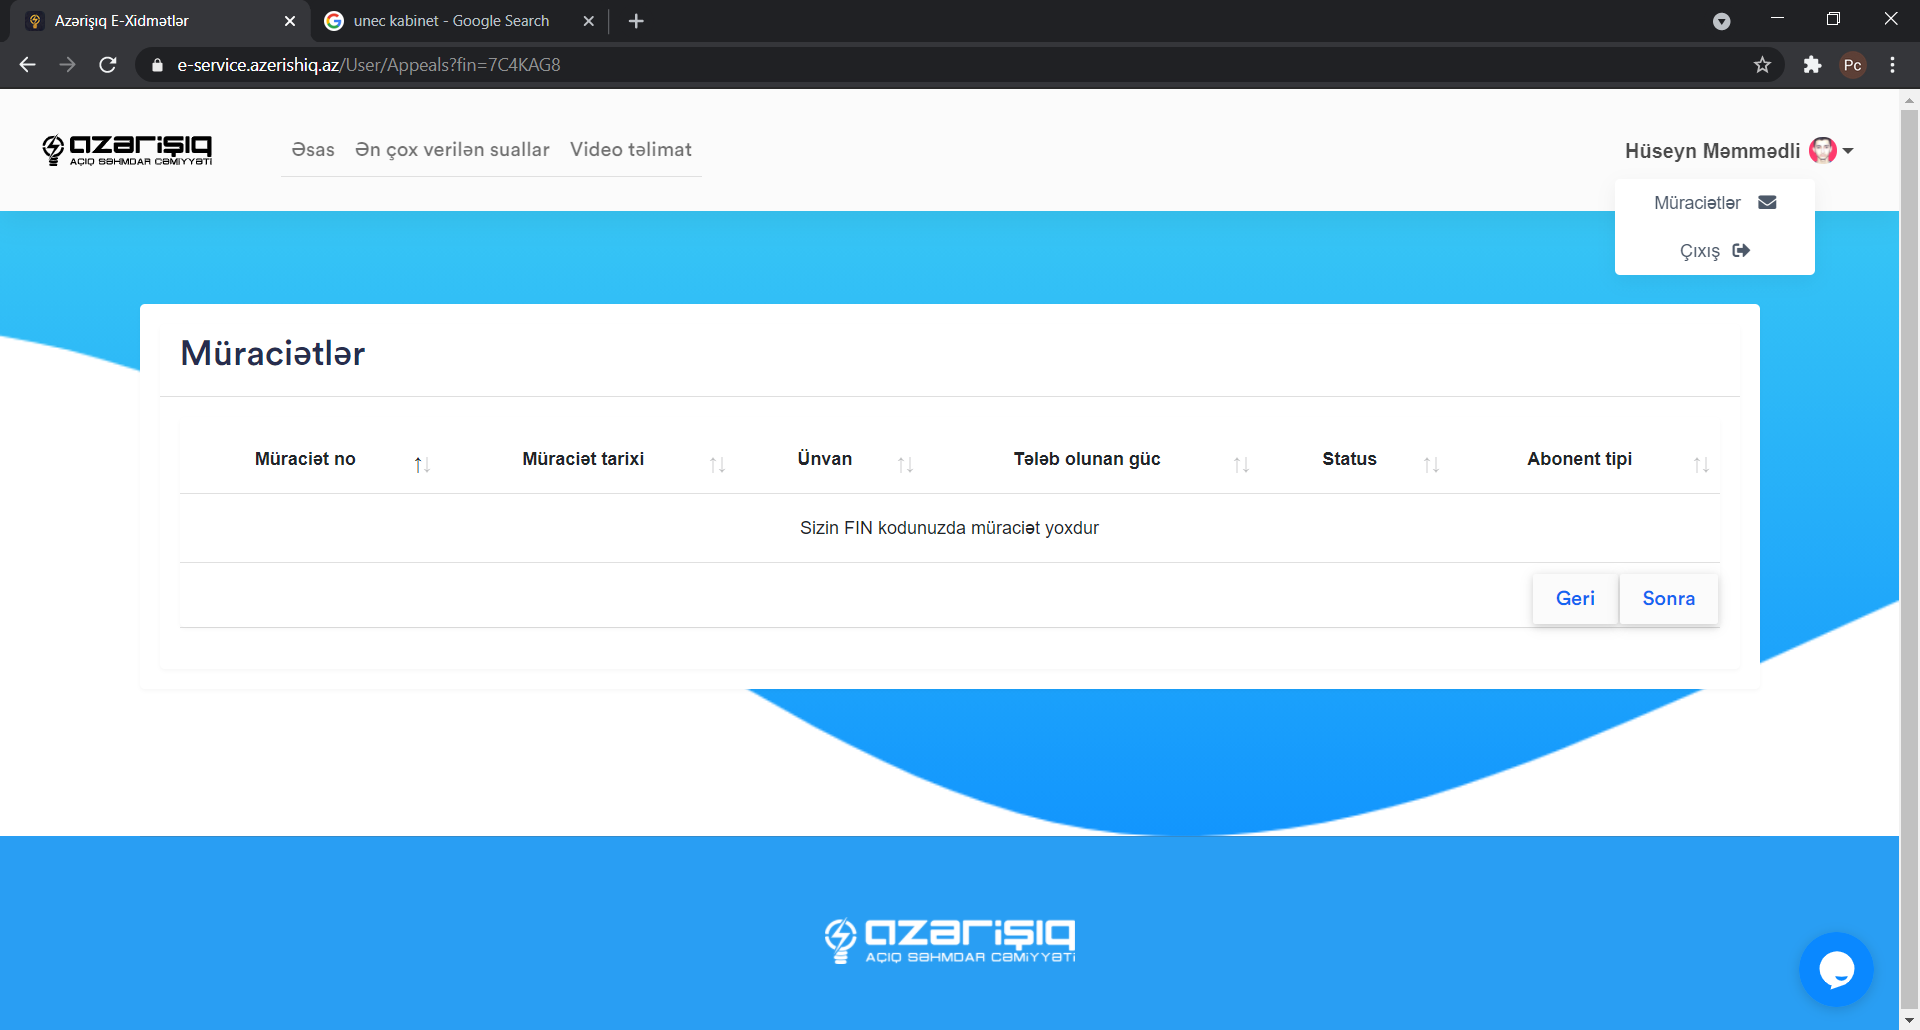 Azərişıq E-Xidmətlər
unec kabinet - Google Search
e-service.azerishiq.az/User/Appeals?fin=7C4KAG8
Pc
azərişıq
AÇIQ SƏHMDAR CƏMİYYƏTİ
Əsas Ən çox verilən suallar Video təlimat
Hüseyn Məmmədli
Müraciətlər
Çıxış
Müraciətlər
Müraciət no Müraciət tarixi Ünvan Tələb olunan güc Status Abonent tipi
Sizin FIN kodunuzda müraciət yoxdur
Geri Sonra
azərişıq
AÇIQ SƏHMDAR CƏMİYYƏTİ